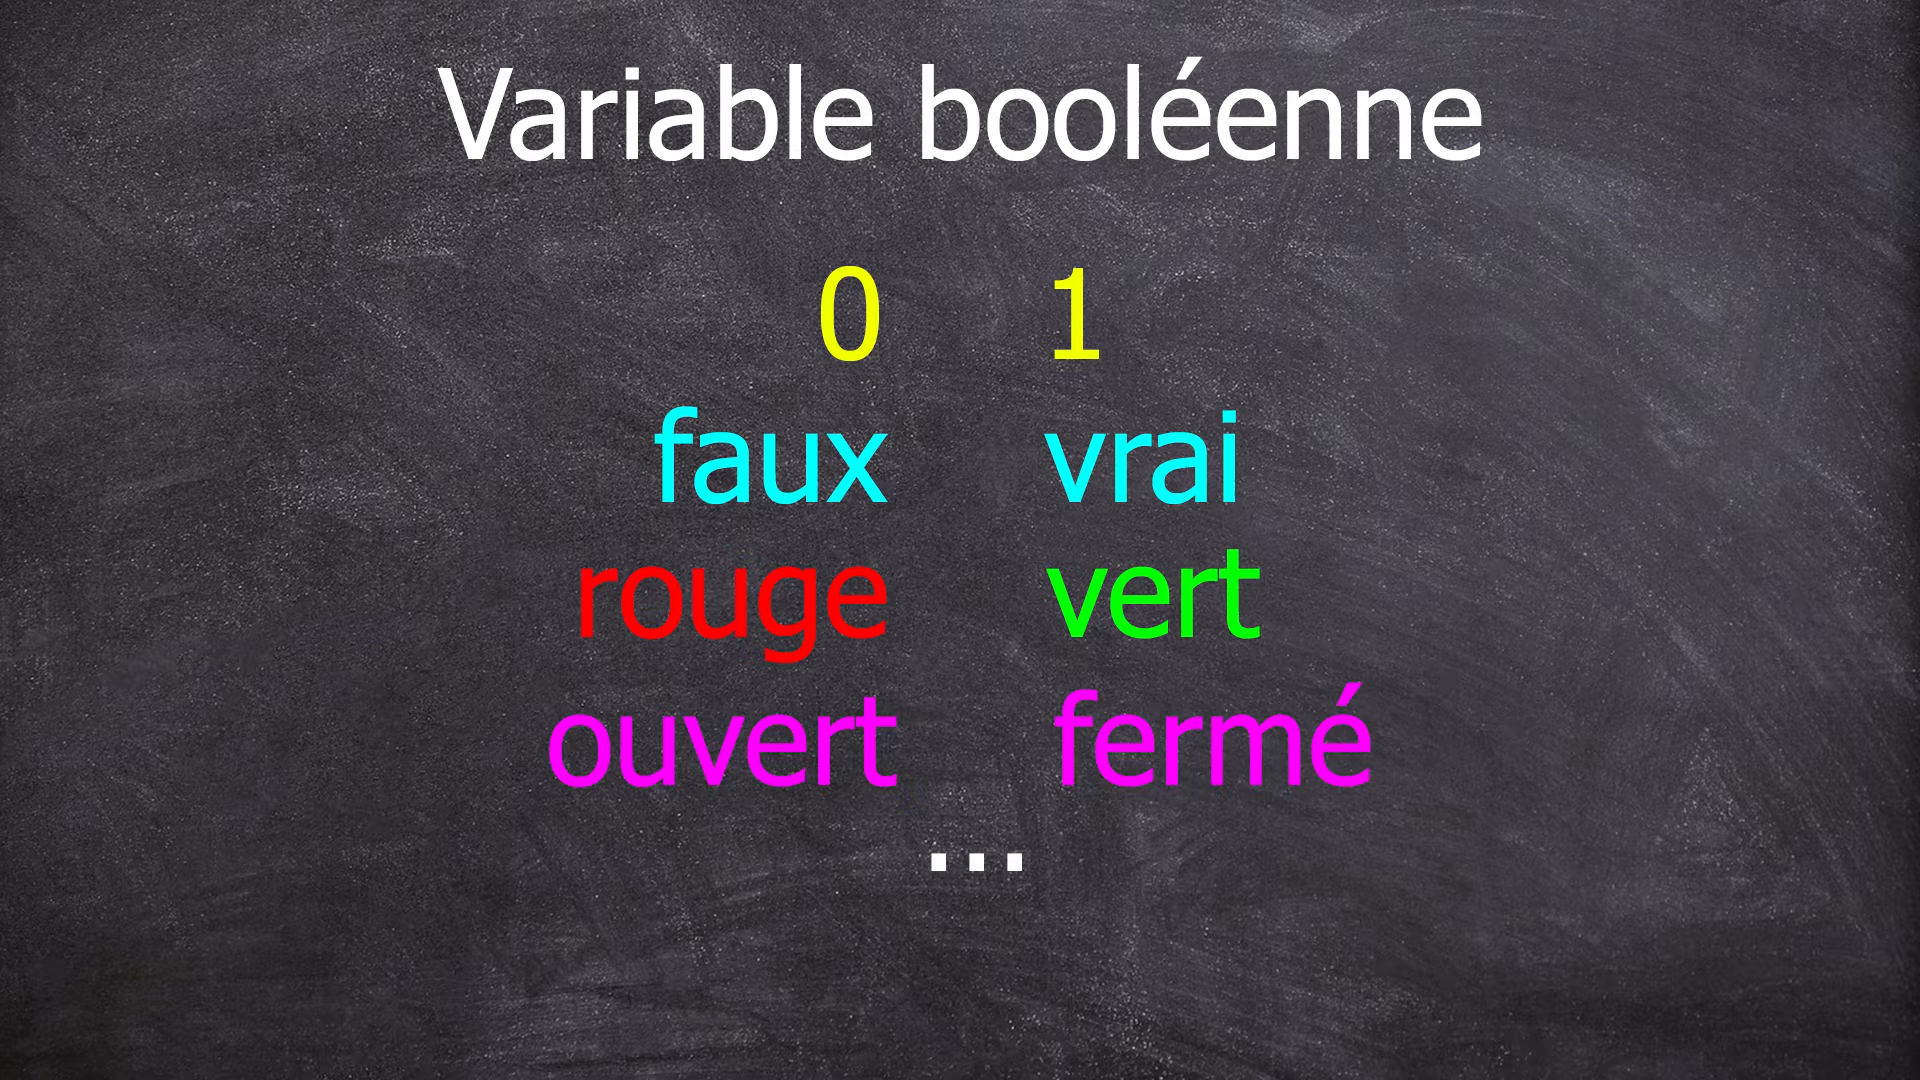 Variable booléenne
0 1
faux vrai
rouge vert
ouvert fermé
...